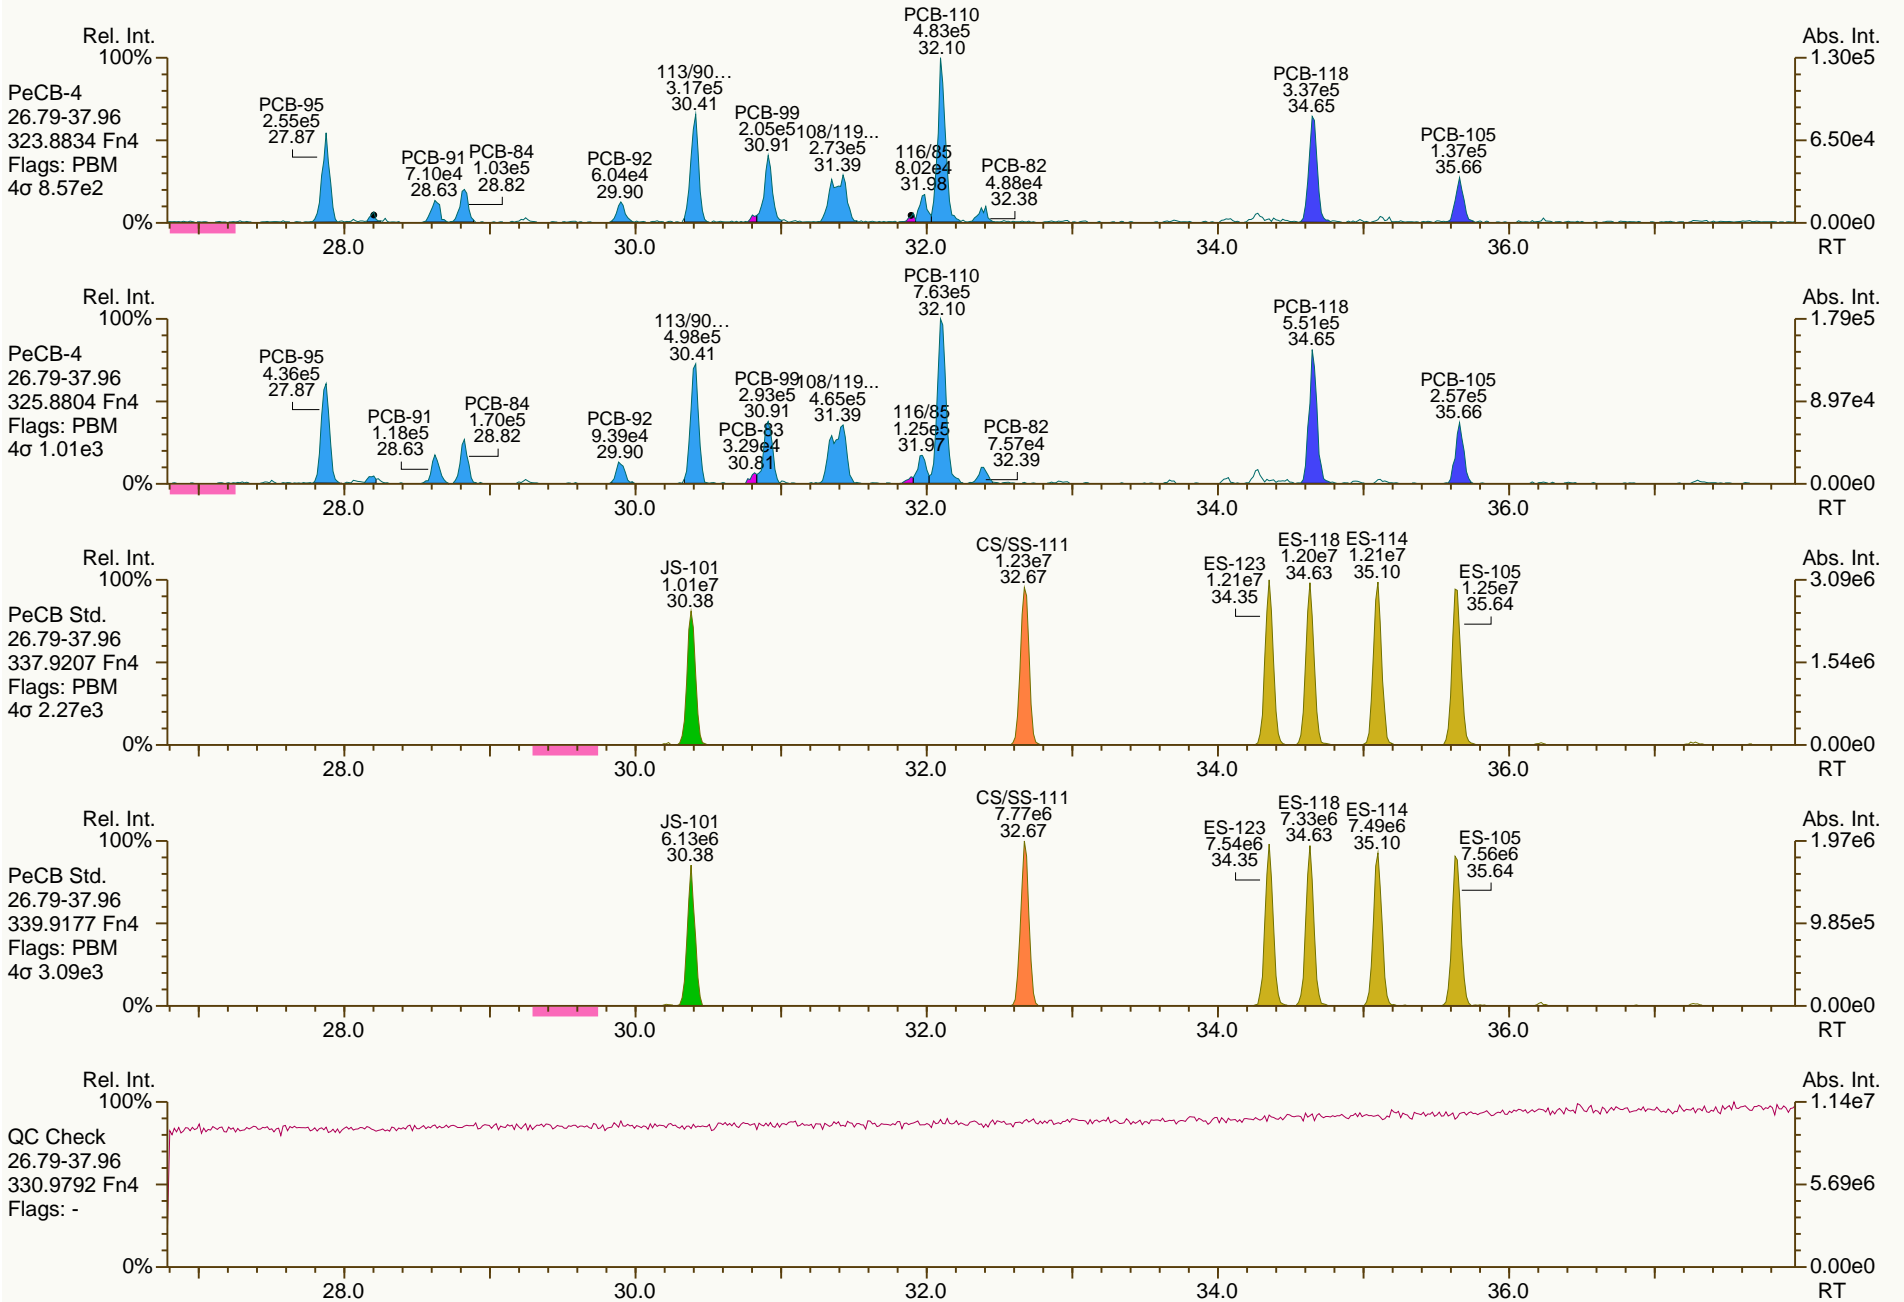 Rel. Int.
Abs. Int.
100%
0%
1.30e5
6.50e4
0.00e0
PeCB-4
26.79-37.96
323.8834 Fn4
Flags: PBM
4σ 8.57e2
PCB-95
2.55e5
27.87
PCB-91
7.10e4
28.63
PCB-84
1.03e5
28.82
PCB-92
6.04e4
29.90
113/90...
3.17e5
30.41
PCB-99
2.05e5
30.91
108/119...
2.73e5
31.39
116/85
8.02e4
31.98
PCB-110
4.83e5
32.10
PCB-82
4.88e4
32.38
PCB-118
3.37e5
34.65
PCB-105
1.37e5
35.66
28.0 30.0 32.0 34.0 36.0 RT
Rel. Int.
Abs. Int.
100%
0%
1.79e5
8.97e4
0.00e0
PeCB-4
26.79-37.96
325.8804 Fn4
Flags: PBM
4σ 1.01e3
PCB-95
4.36e5
27.87
PCB-91
1.18e5
28.63
PCB-84
1.70e5
28.82
PCB-92
9.39e4
29.90
113/90...
4.98e5
30.41
PCB-83
3.29e4
30.81
PCB-99
2.93e5
30.91
108/119...
4.65e5
31.39
116/85
1.25e5
31.97
PCB-110
7.63e5
32.10
PCB-82
7.57e4
32.39
PCB-118
5.51e5
34.65
PCB-105
2.57e5
35.66
28.0 30.0 32.0 34.0 36.0 RT
Rel. Int.
Abs. Int.
100%
0%
3.09e6
1.54e6
0.00e0
PeCB Std.
26.79-37.96
337.9207 Fn4
Flags: PBM
4σ 2.27e3
JS-101
1.01e7
30.38
CS/SS-111
1.23e7
32.67
ES-123
1.21e7
34.35
ES-118
1.20e7
34.63
ES-114
1.21e7
35.10
ES-105
1.25e7
35.64
28.0 30.0 32.0 34.0 36.0 RT
Rel. Int.
Abs. Int.
100%
0%
1.97e6
9.85e5
0.00e0
PeCB Std.
26.79-37.96
339.9177 Fn4
Flags: PBM
4σ 3.09e3
JS-101
6.13e6
30.38
CS/SS-111
7.77e6
32.67
ES-123
7.54e6
34.35
ES-118
7.33e6
34.63
ES-114
7.49e6
35.10
ES-105
7.56e6
35.64
28.0 30.0 32.0 34.0 36.0 RT
Rel. Int.
Abs. Int.
100%
0%
1.14e7
5.69e6
0.00e0
QC Check
26.79-37.96
330.9792 Fn4
Flags: -
28.0 30.0 32.0 34.0 36.0 RT